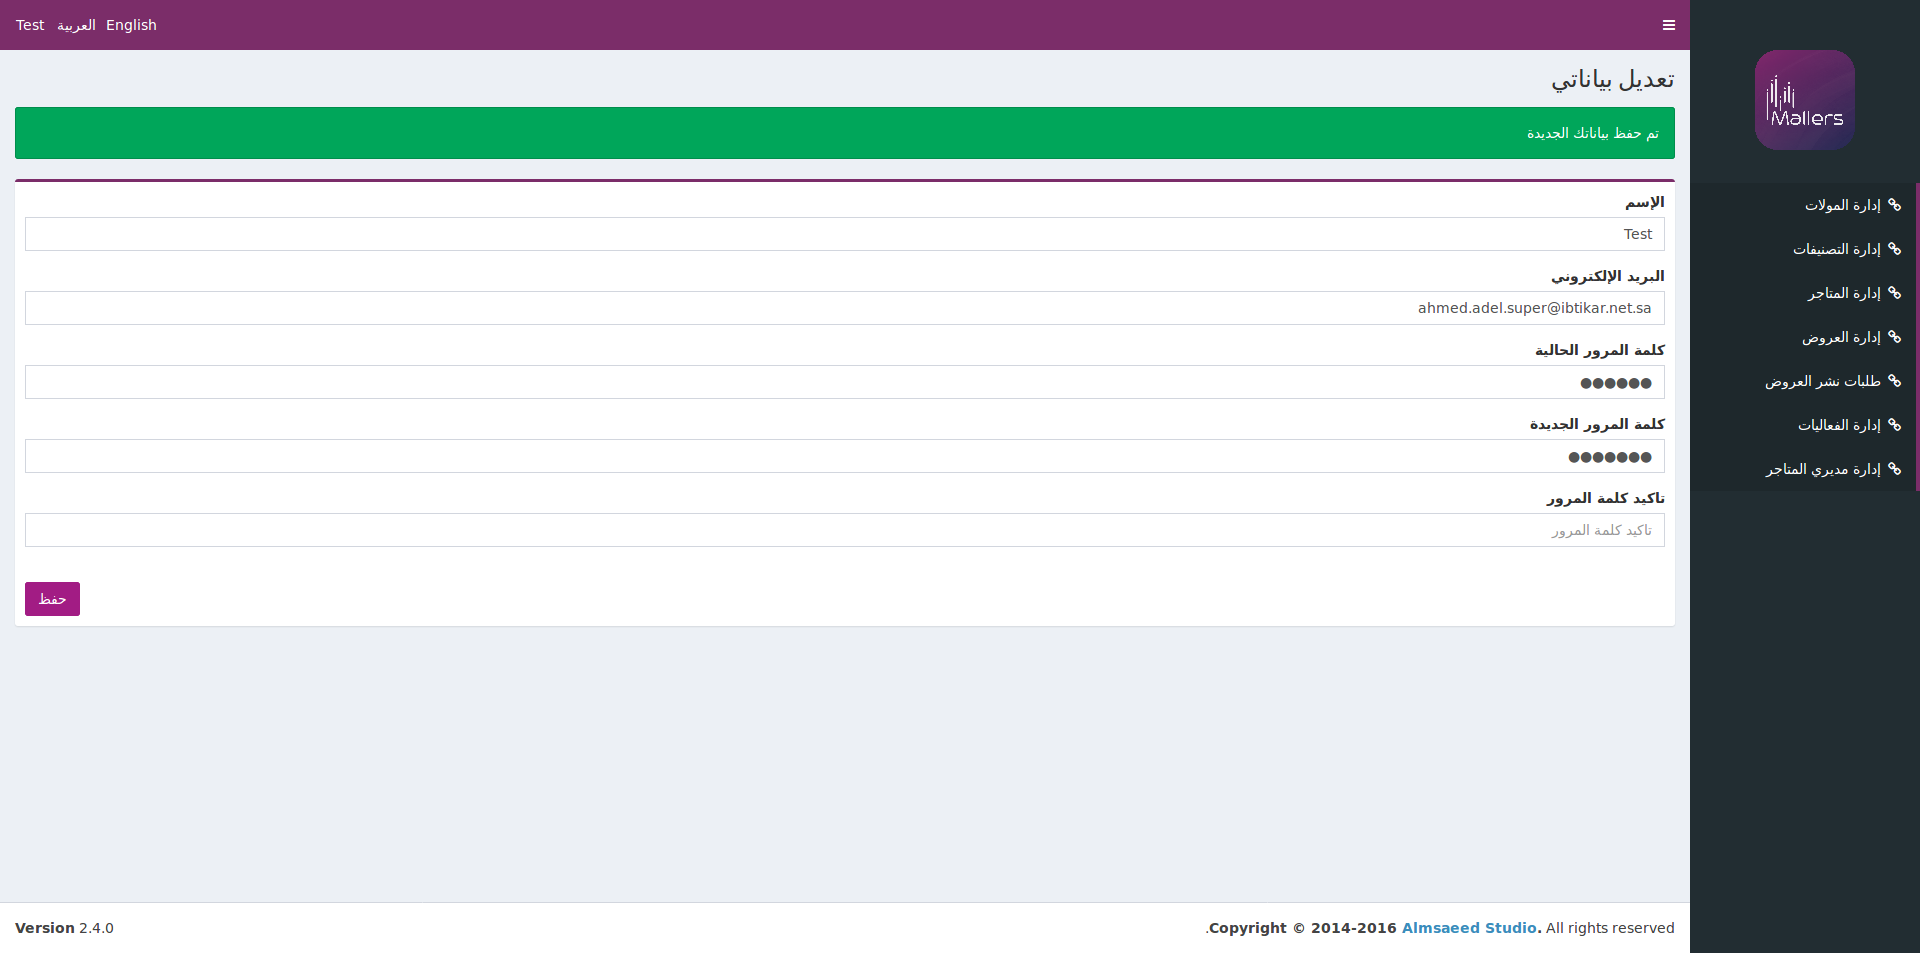 Test العربية English
Mallers
إدارة المولات
إدارة التصنيفات
إدارة المتاجر
إدارة العروض
طلبات نشر العروض
إدارة الفعاليات
إدارة مديري المتاجر
تعديل بياناتي
تم حفظ بياناتك الجديدة
الإسم
Test
البريد الإلكتروني
ahmed.adel.super@ibtikar.net.sa
كلمة المرور الحالية
●●●●●●
كلمة المرور الجديدة
●●●●●●●
تاكيد كلمة المرور
تاكيد كلمة المرور
حفظ
Version 2.4.0
.Copyright © 2014-2016 Almsaeed Studio. All rights reserved